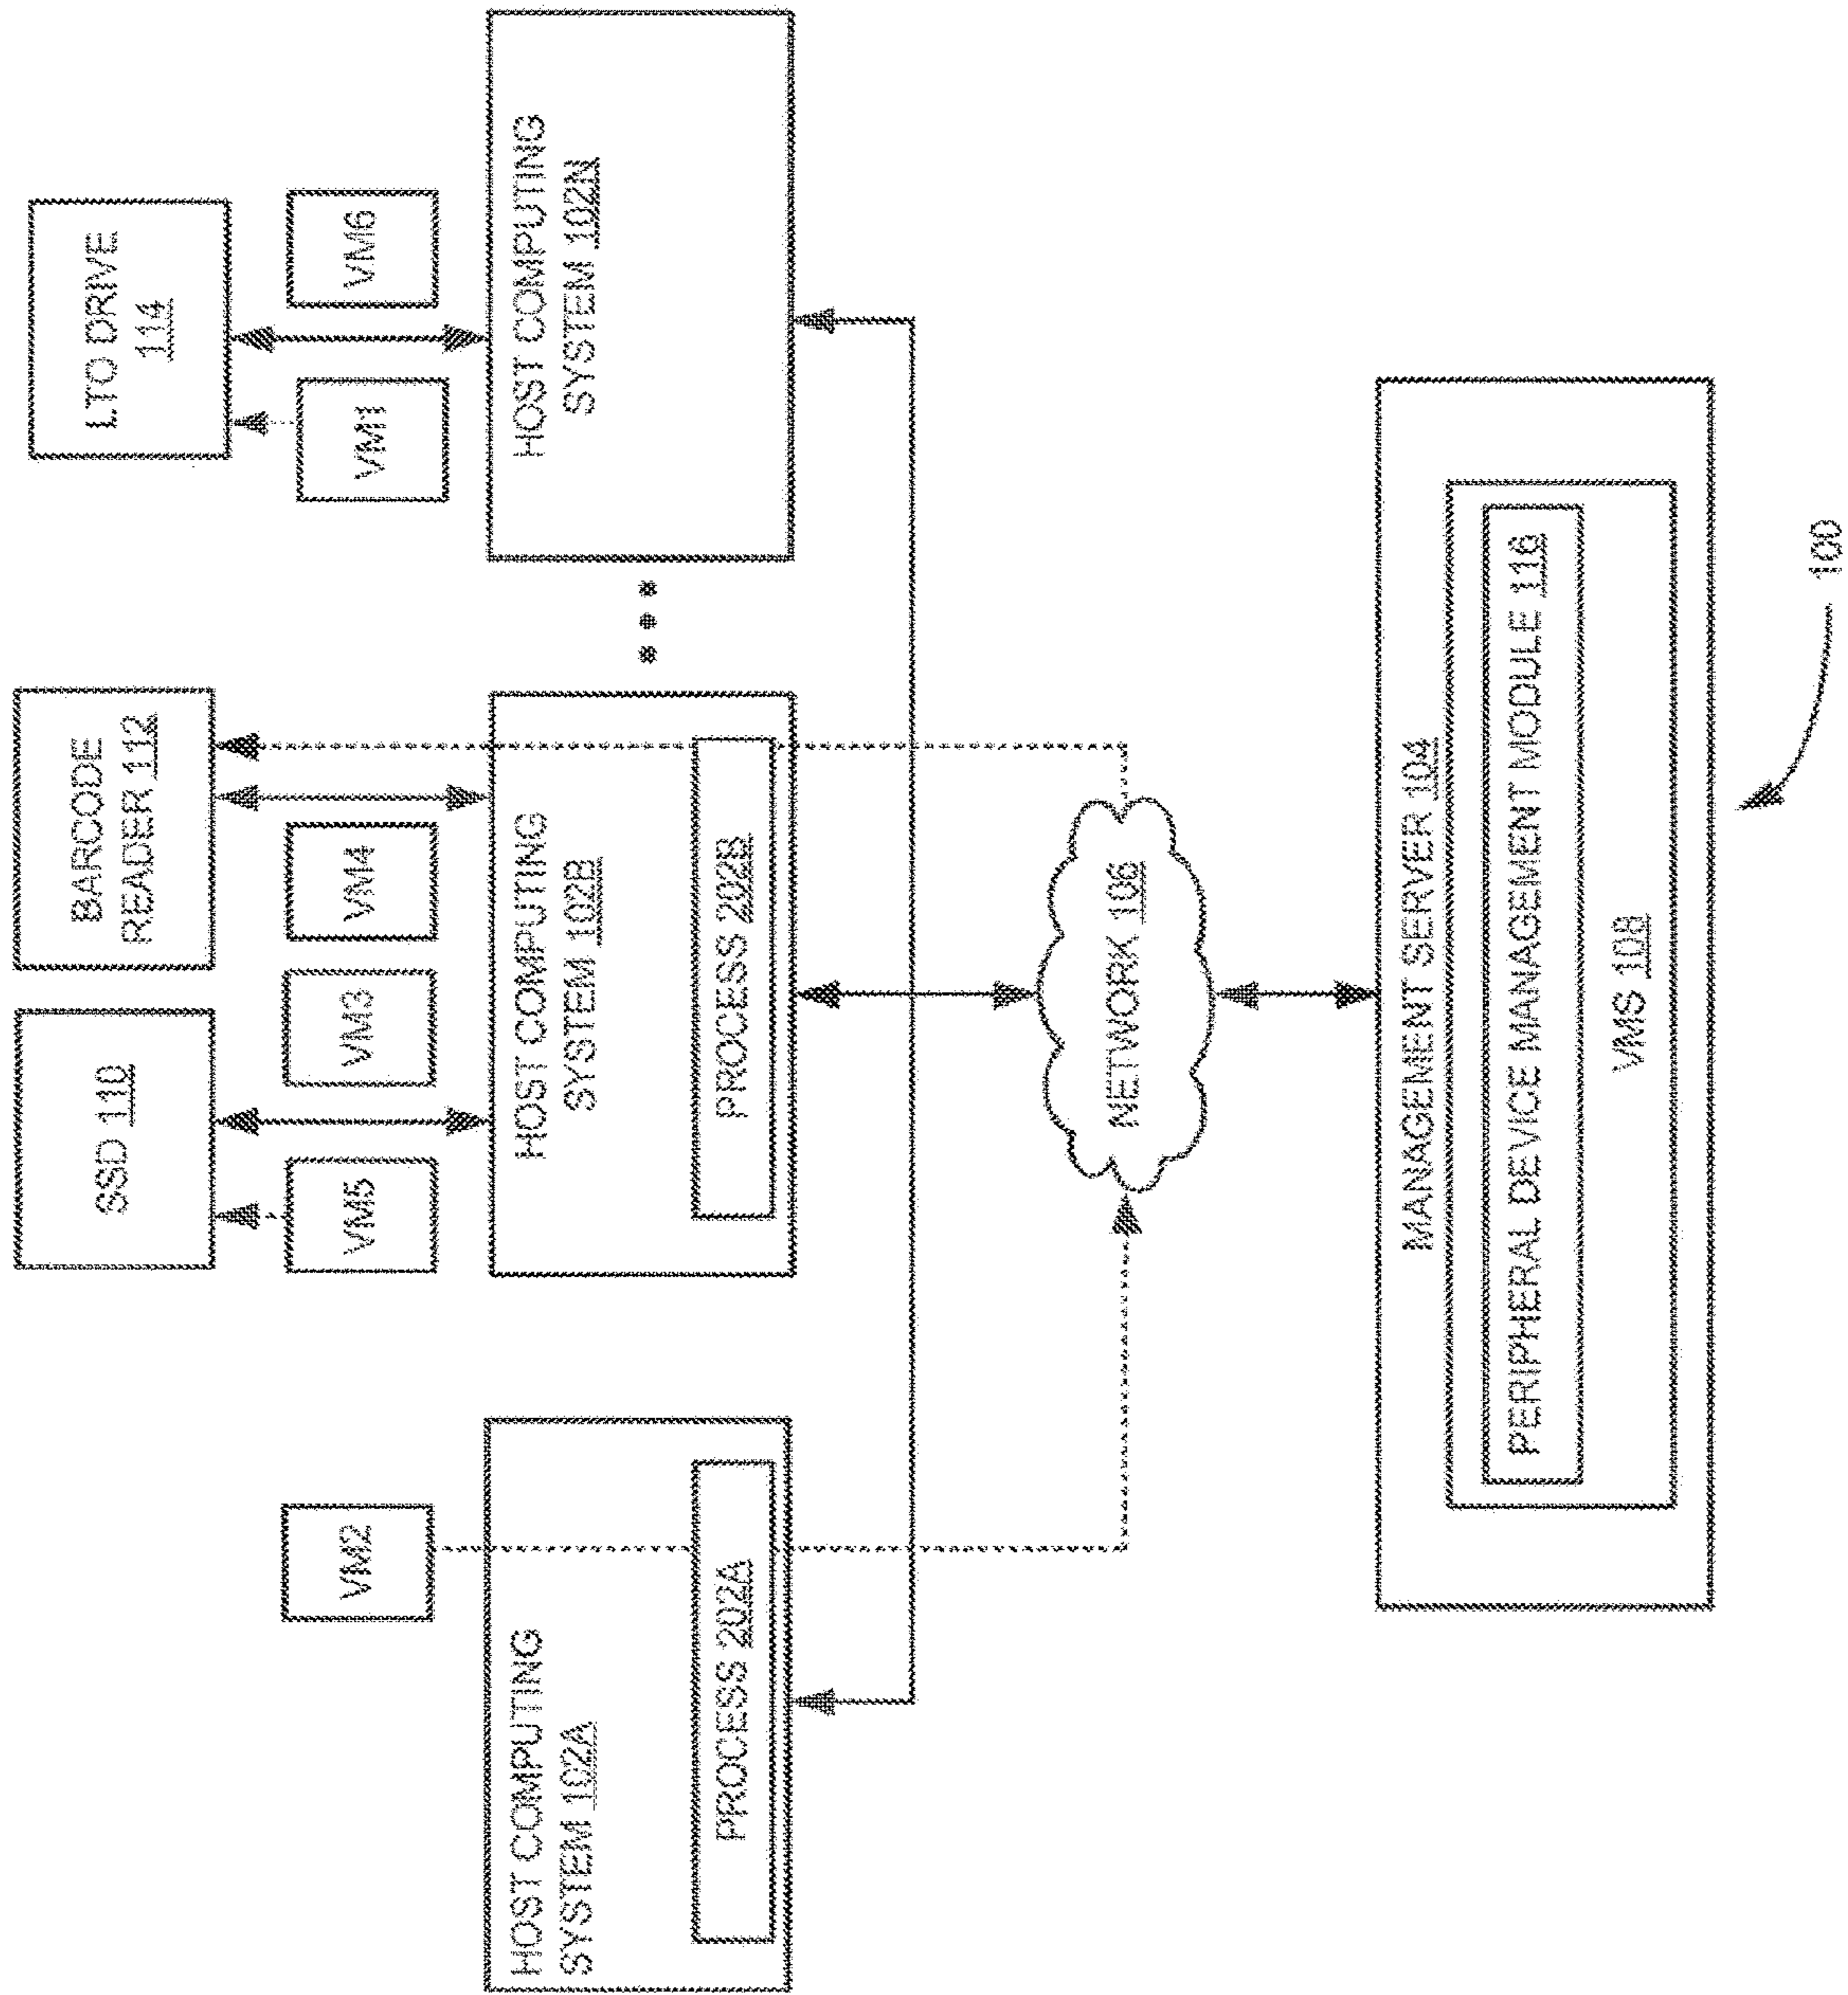 SSD 110
BARCODE
READER 112
LTO DRIVE
114
VM2
VM5
VM3
VM4
VM1
VM6
HOST COMPUTING
SYSTEM 102A
PROCESS 202A
HOST COMPUTING
SYSTEM 102B
PROCESS 202B
HOST COMPUTING
SYSTEM 102N
NETWORK 106
MANAGEMENT SERVER 104
PERIPHERAL DEVICE MANAGEMENT MODULE 116
VMS 108
100